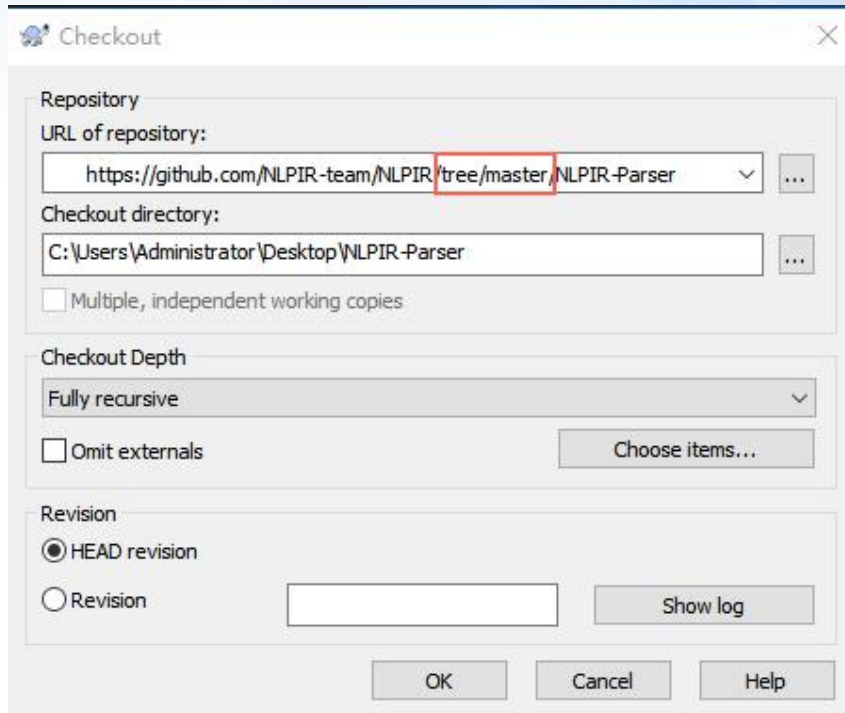 Checkout
Repository
URL of repository:
https://github.com/NLPIR-team/NLPIR/tree/master/NLPIR-Parser
...
Checkout directory:
C:\Users\Administrator\Desktop\NLPIR-Parser
...
Multiple, independent working copies
Checkout Depth
Fully recursive
Omit externals
Choose items...
Revision
HEAD revision
Revision
Show log
OK
Cancel
Help